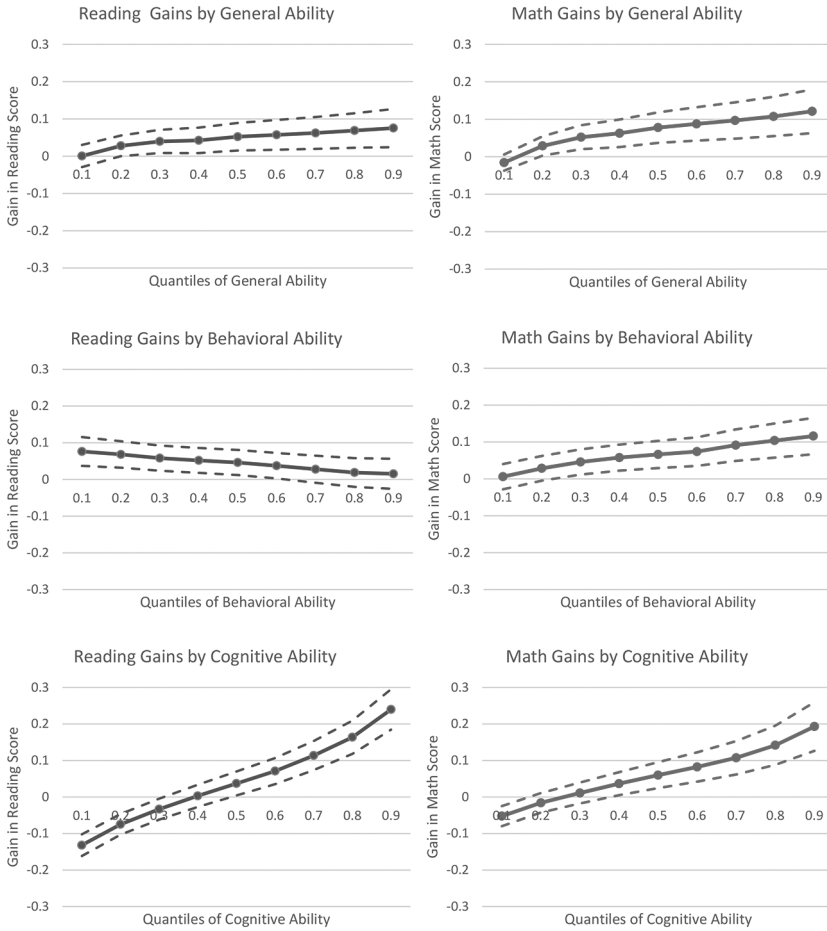 Reading  Gains by General Ability
0.3
0.2
0.1
0
-0.1
-0.2
-0.3
0.1 0.2 0.3 0.4 0.5 0.6 0.7 0.8 0.9
Gain in Reading Score
Quantiles of General Ability
Math Gains by General Ability
0.3
0.2
0.1
0
-0.1
-0.2
-0.3
0.1 0.2 0.3 0.4 0.5 0.6 0.7 0.8 0.9
Gain in Math Score
Quantiles of General Ability
Reading Gains by Behavioral Ability
0.3
0.2
0.1
0
-0.1
-0.2
-0.3
0.1 0.2 0.3 0.4 0.5 0.6 0.7 0.8 0.9
Gain in Reading Score
Quantiles of Behavioral Ability
Math Gains by Behavioral Ability
0.3
0.2
0.1
0
-0.1
-0.2
-0.3
0.1 0.2 0.3 0.4 0.5 0.6 0.7 0.8 0.9
Gain in Math Score
Quantiles of Behavioral Ability
Reading Gains by Cognitive Ability
0.3
0.2
0.1
0
-0.1
-0.2
-0.3
0.1 0.2 0.3 0.4 0.5 0.6 0.7 0.8 0.9
Gain in Reading Score
Quantiles of Cognitive Ability
Math Gains by Cognitive Ability
0.3
0.2
0.1
0
-0.1
-0.2
-0.3
0.1 0.2 0.3 0.4 0.5 0.6 0.7 0.8 0.9
Gain in Math Score
Quantiles of Cognitive Ability